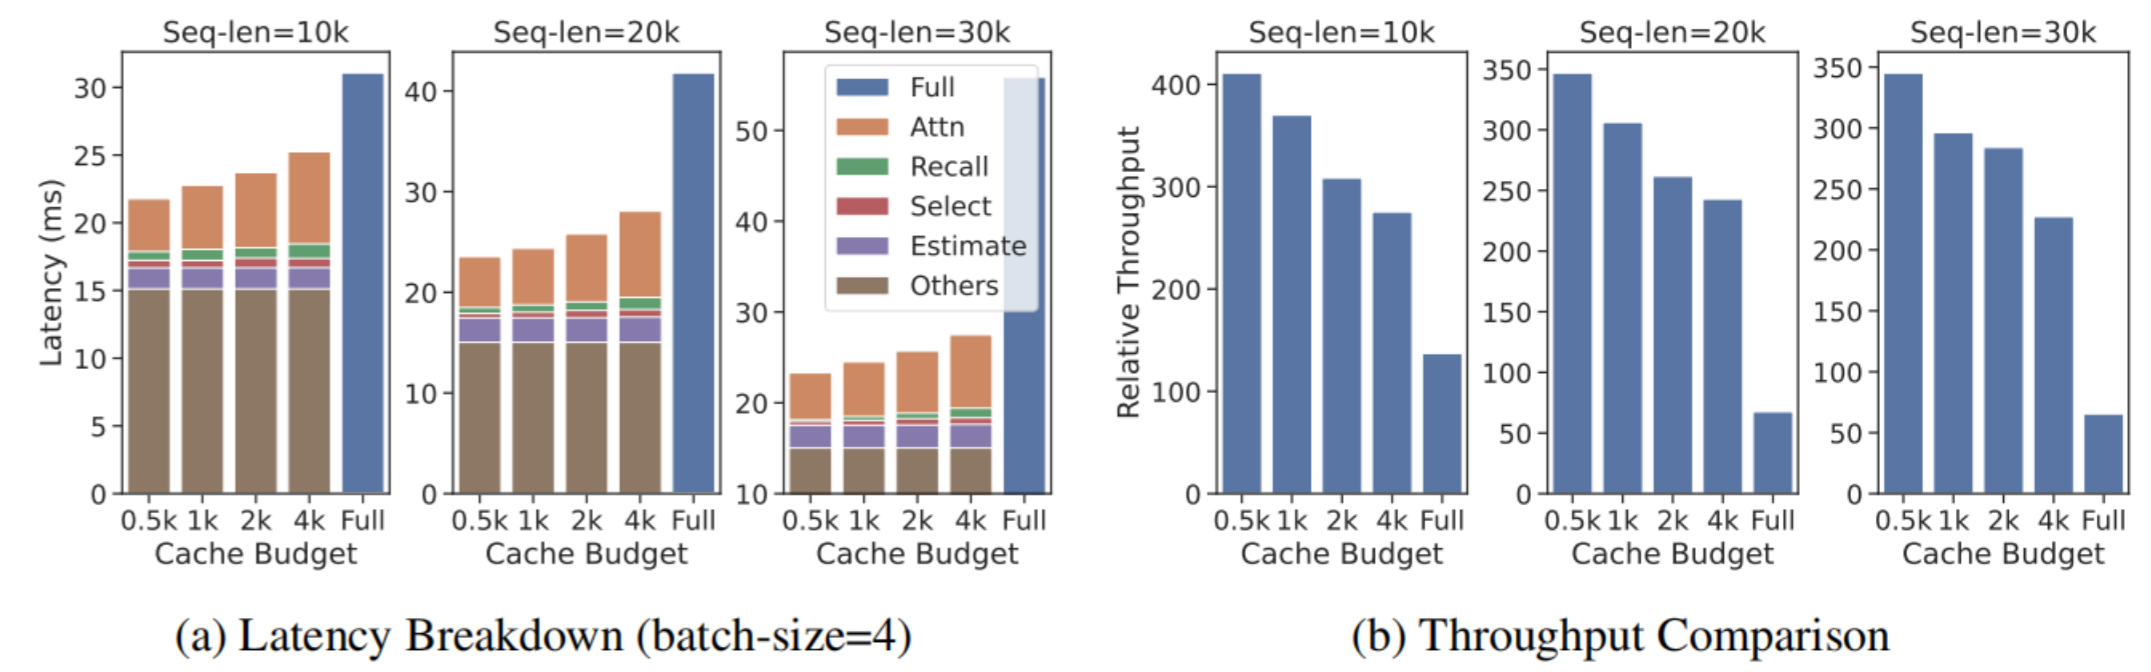 Seq-len=10k
Latency (ms)
30
25
20
15
10
5
0
0.5k 1k 2k 4k Full
Cache Budget
Seq-len=20k
40
30
20
10
0
0.5k 1k 2k 4k Full
Cache Budget
Seq-len=30k
50
40
30
20
10
Full
Attn
Recall
Select
Estimate
Others
0.5k 1k 2k 4k Full
Cache Budget
(a) Latency Breakdown (batch-size=4)
Seq-len=10k
Relative Throughput
400
300
200
100
0
0.5k 1k 2k 4k Full
Cache Budget
Seq-len=20k
350
300
250
200
150
100
50
0
0.5k 1k 2k 4k Full
Cache Budget
Seq-len=30k
350
300
250
200
150
100
50
0
0.5k 1k 2k 4k Full
Cache Budget
(b) Throughput Comparison